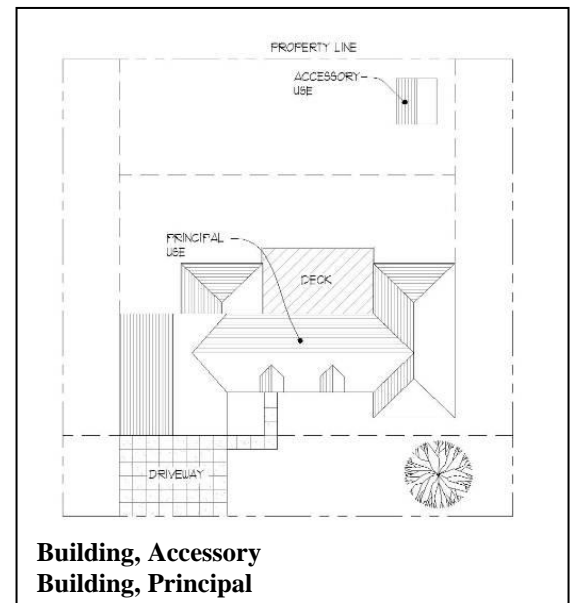 PROPERTY LINE
ACCESSORY
USE
PRINCIPAL
USE
DECK
DRIVEWAY
Building, Accessory
Building, Principal